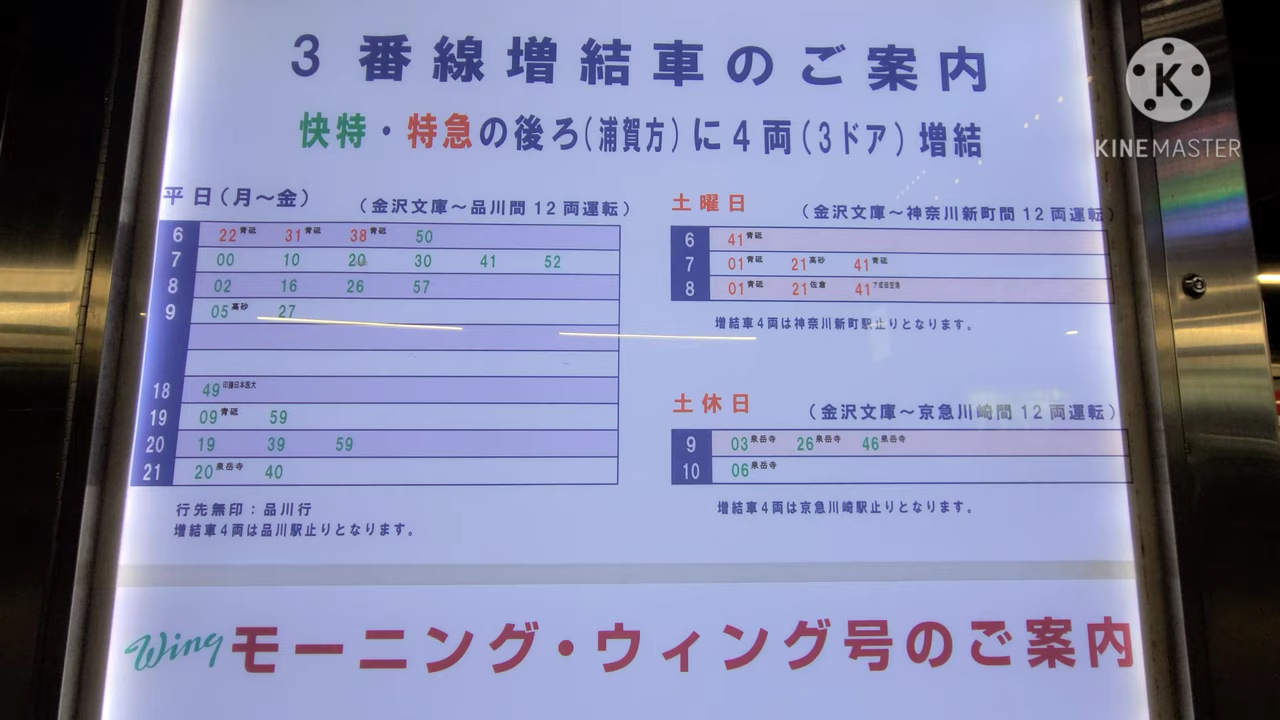 3番線増結車のご案内
快特・特急の後ろ(浦賀方)に4両(3ドア)増結
平日(月～金) (金沢文庫～品川間12両運転)
6 22青砥 31青砥 38青砥 50
7 00 10 20 30 41 52
8 02 16 26 57
9 05高砂 27
18 49印旛日本医大
19 09青砥 59
20 19 39 59
21 20泉岳寺 40
行先無印：品川行
増結車4両は品川駅止りとなります。
土曜日 (金沢文庫～神奈川新町間12両運転)
6 41青砥
7 01青砥 21高砂 41青砥
8 01青砥 21佐倉 41ア成田空港
増結車4両は神奈川新町駅止りとなります。
土休日 (金沢文庫～京急川崎間12両運転)
9 03泉岳寺 26泉岳寺 46泉岳寺
10 06泉岳寺
増結車4両は京急川崎駅止りとなります。
Wing モーニング・ウィング号のご案内
K
KINEMASTER